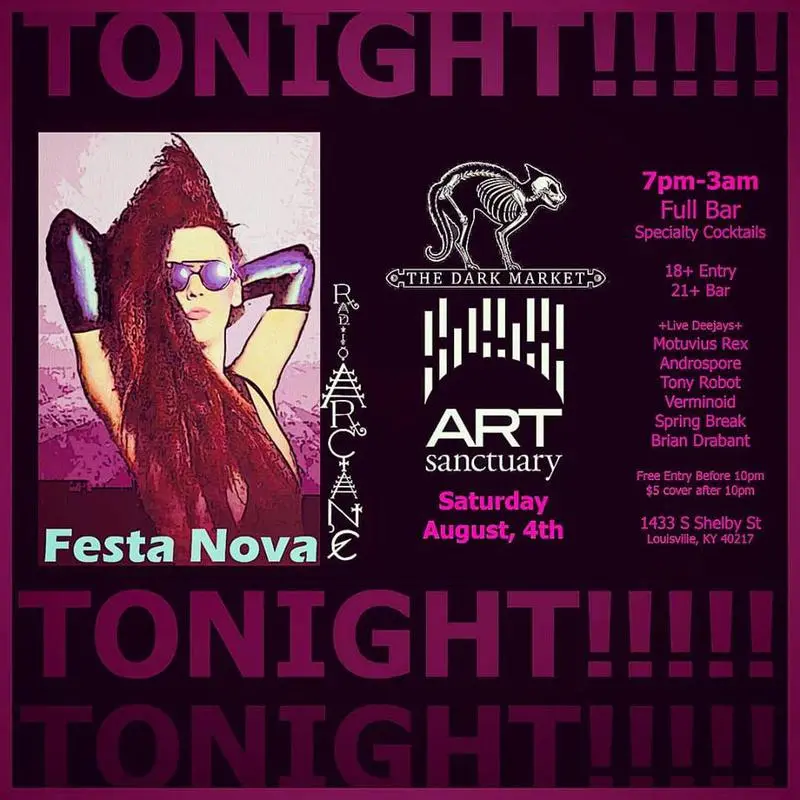 TONIGHT!!!!!
Festa Nova
RADIO ARCANE
THE DARK MARKET
ART
sanctuary
Saturday
August, 4th
7pm-3am
Full Bar
Specialty Cocktails
18+ Entry
21+ Bar
+Live Deejays+
Motuvius Rex
Androspore
Tony Robot
Verminoid
Spring Break
Brian Drabant
Free Entry Before 10pm
$5 cover after 10pm
1433 S Shelby St
Louisville, KY 40217
TONIGHT!!!!!
TONIGHT!!!!!